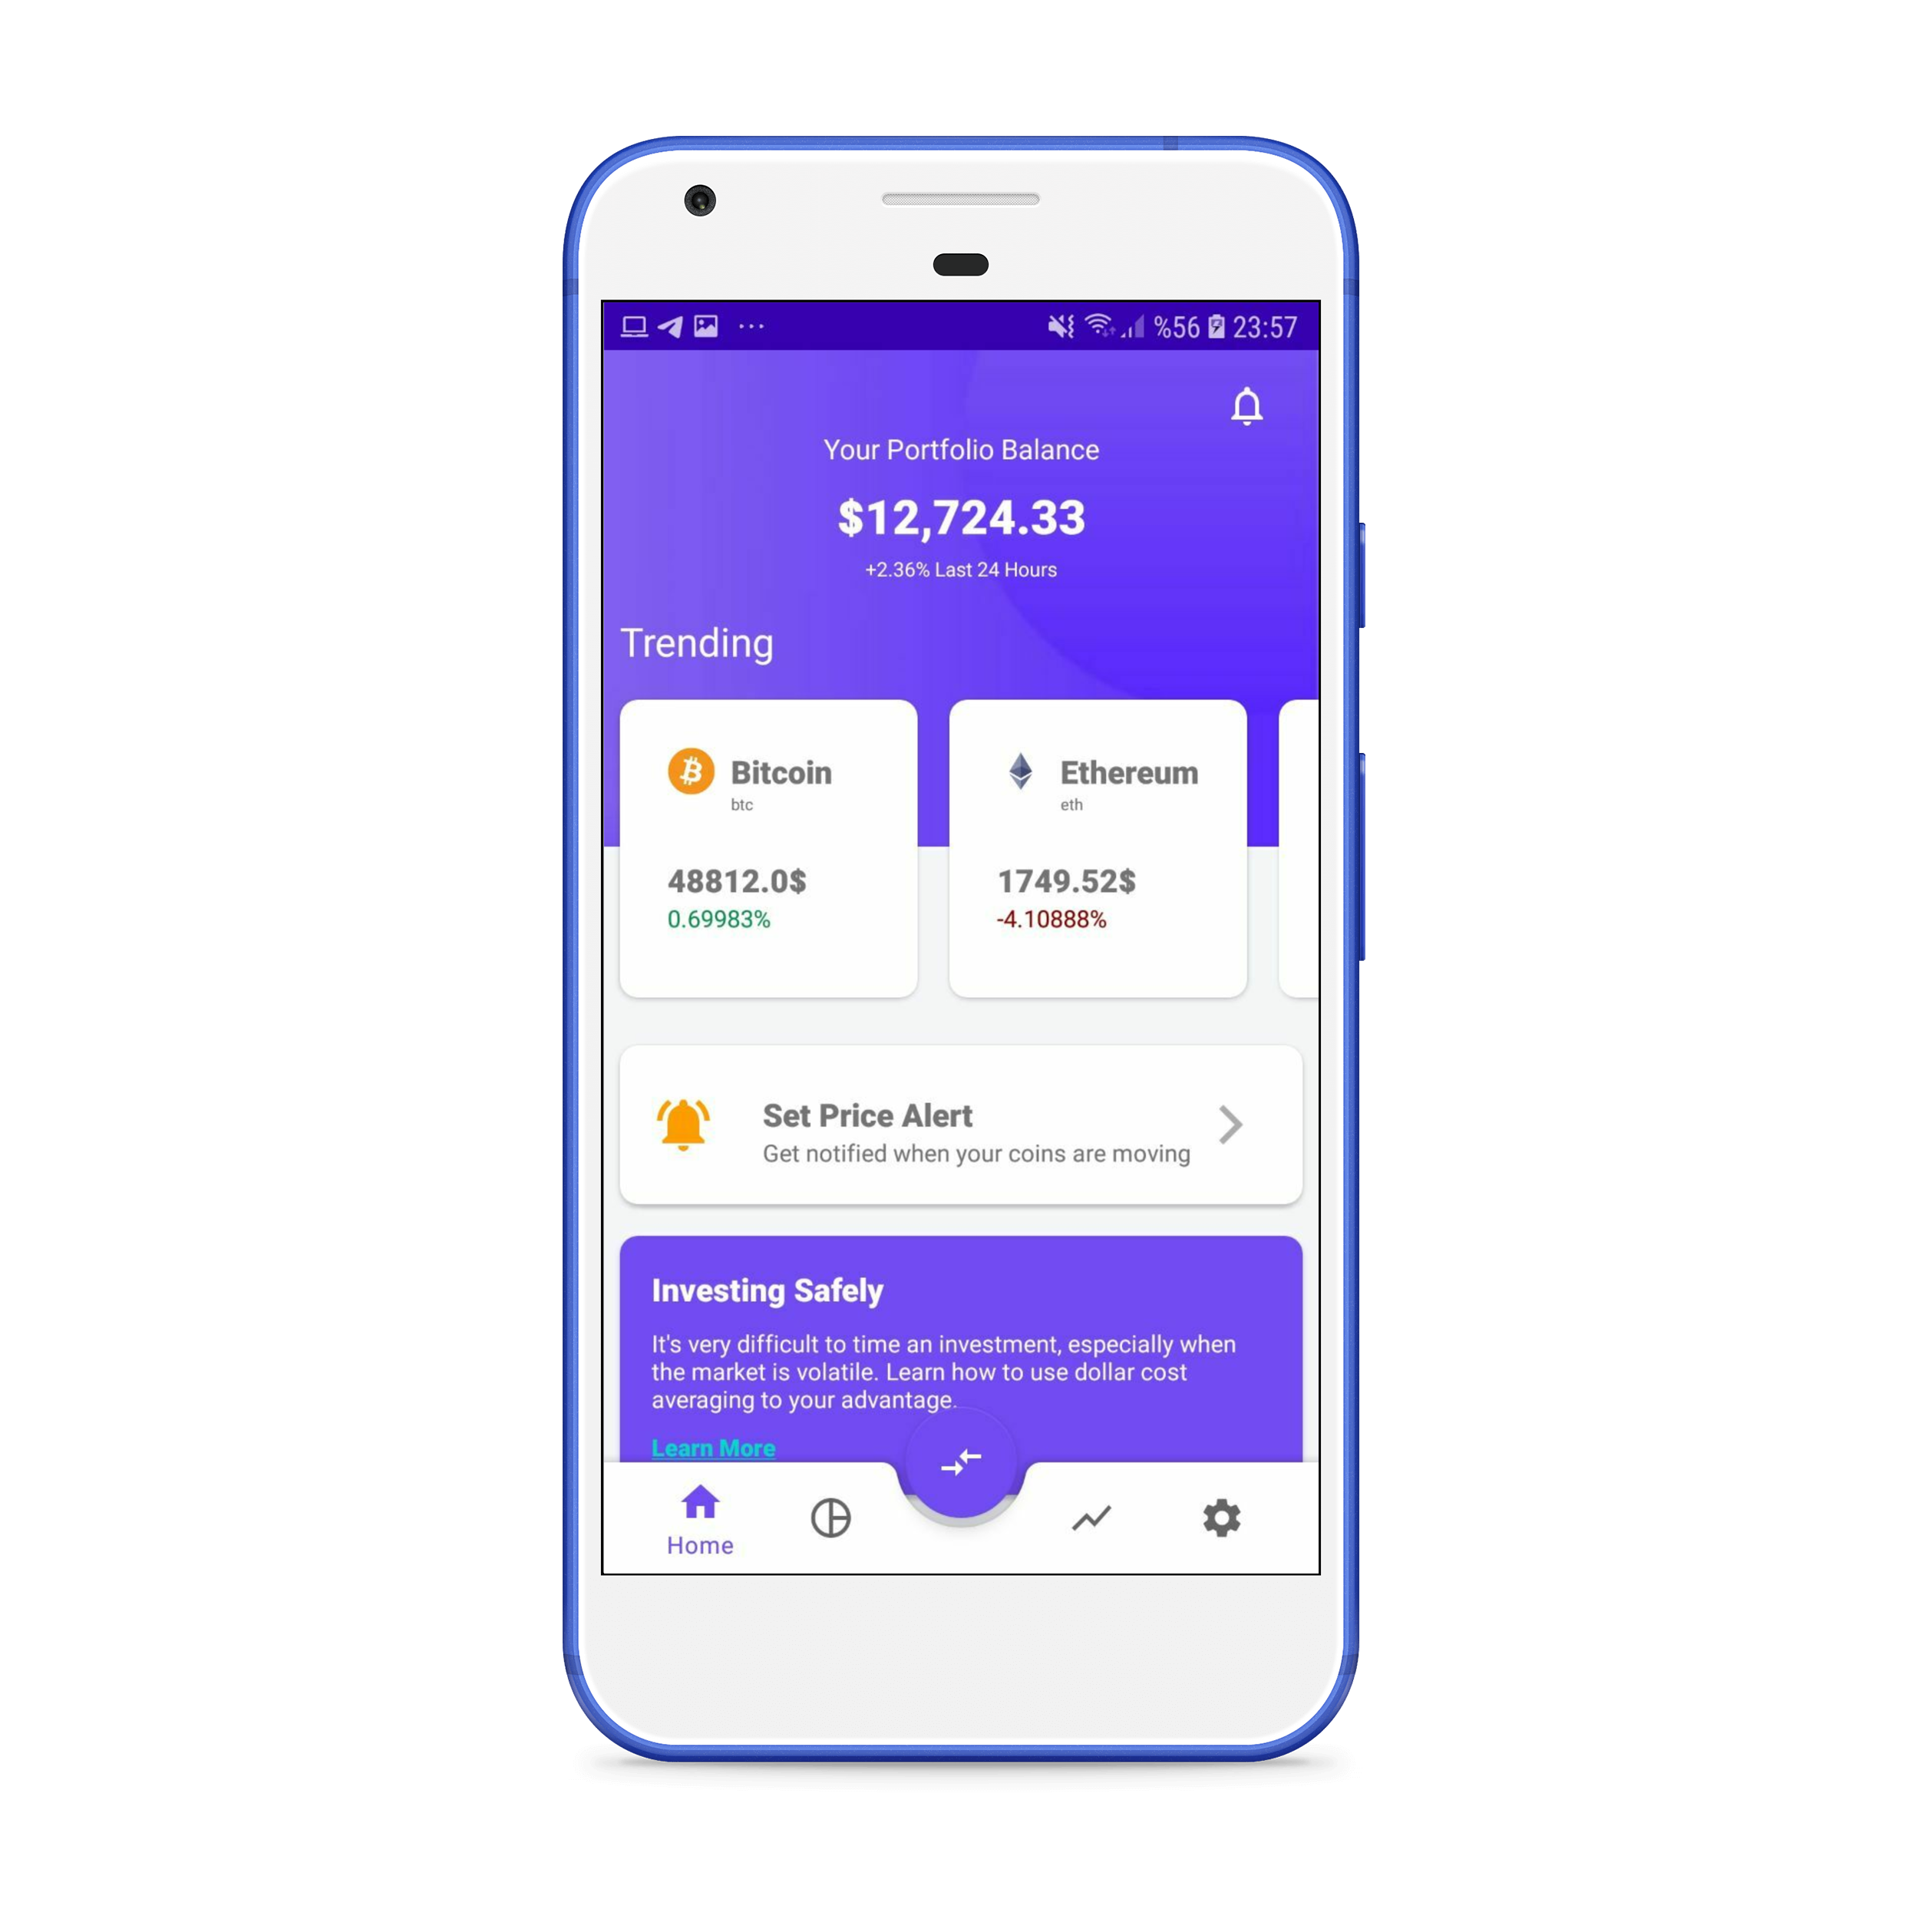 %56 23:57
Your Portfolio Balance
$12,724.33
+2.36% Last 24 Hours
Trending
Bitcoin
btc
48812.0$
0.69983%
Ethereum
eth
1749.52$
-4.10888%
Set Price Alert
Get notified when your coins are moving
Investing Safely
It's very difficult to time an investment, especially when
the market is volatile. Learn how to use dollar cost
averaging to your advantage.
Learn More
Home